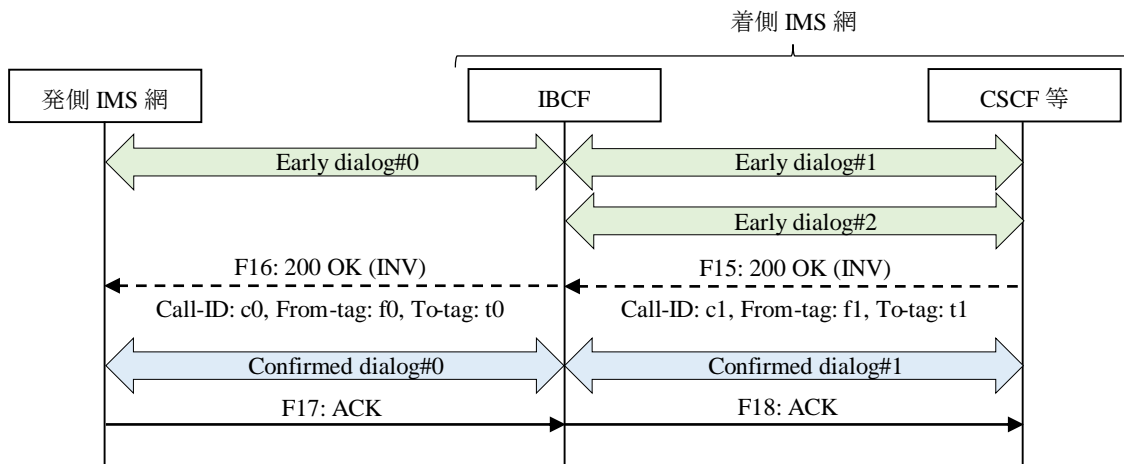 着側 IMS 網
発側 IMS 網
IBCF
CSCF 等
Early dialog#0
Early dialog#1
Early dialog#2
F16: 200 OK (INV)
F15: 200 OK (INV)
Call-ID: c0, From-tag: f0, To-tag: t0
Call-ID: c1, From-tag: f1, To-tag: t1
Confirmed dialog#0
Confirmed dialog#1
F17: ACK
F18: ACK